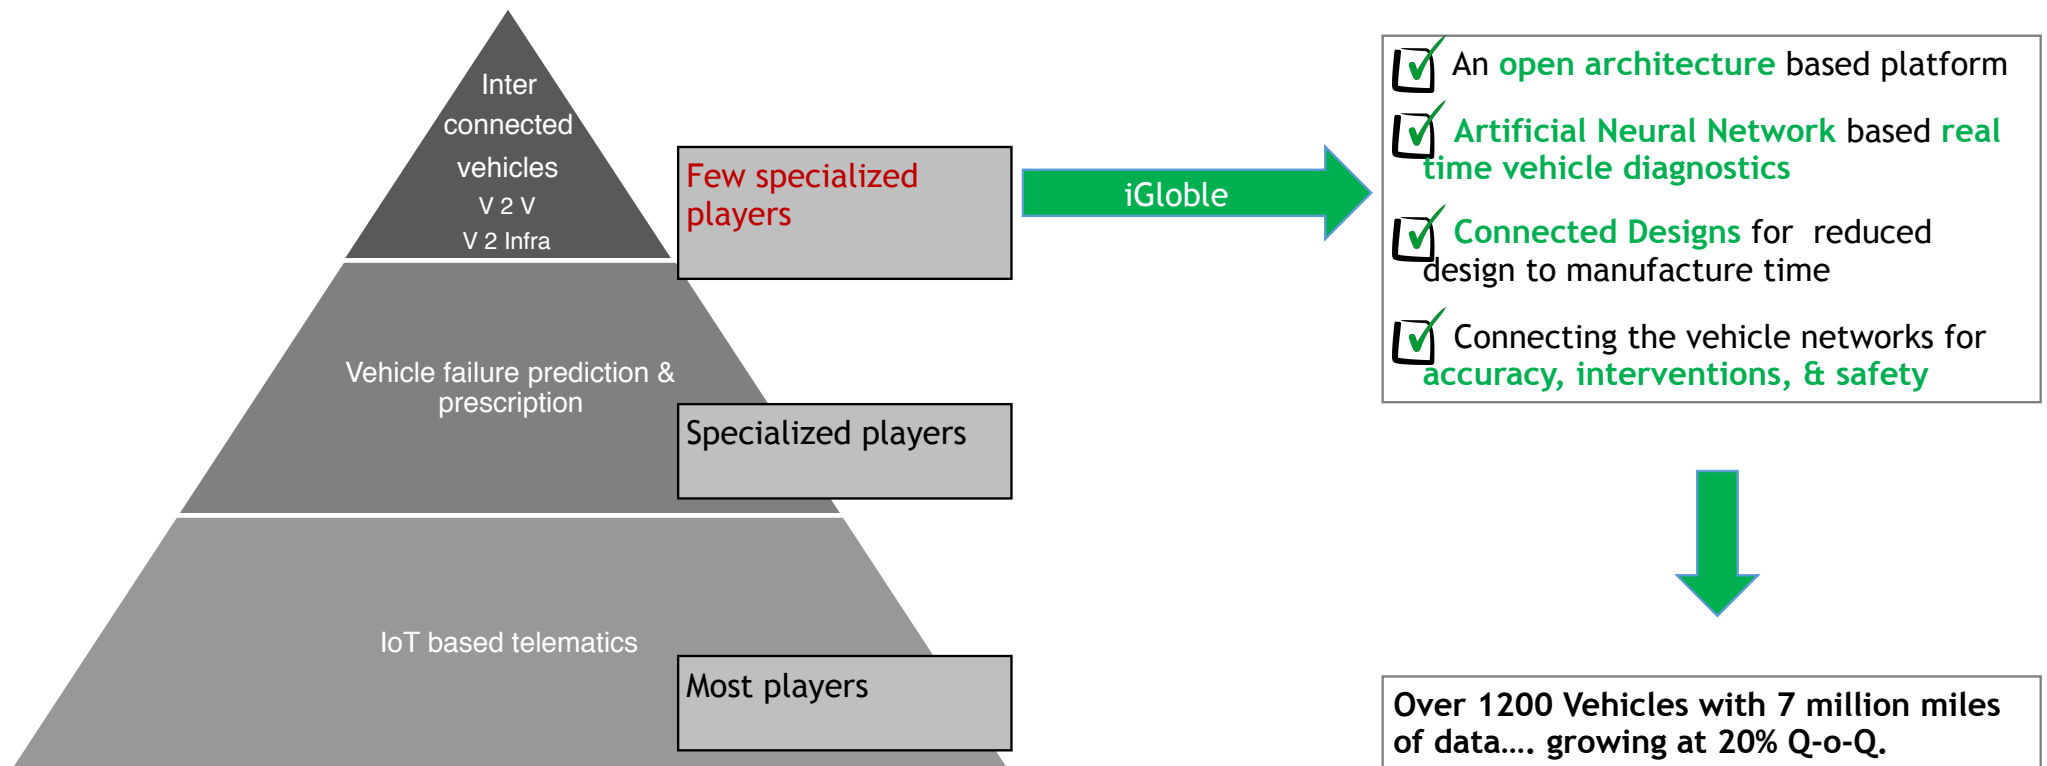 Inter
connected
vehicles
V 2 V
V 2 Infra
Few specialized
players
Vehicle failure prediction &
prescription
Specialized players
IoT based telematics
Most players
iGloble
An open architecture based platform
Artificial Neural Network based real
time vehicle diagnostics
Connected Designs for reduced
design to manufacture time
Connecting the vehicle networks for
accuracy, interventions, & safety
Over 1200 Vehicles with 7 million miles
of data…. growing at 20% Q-o-Q.